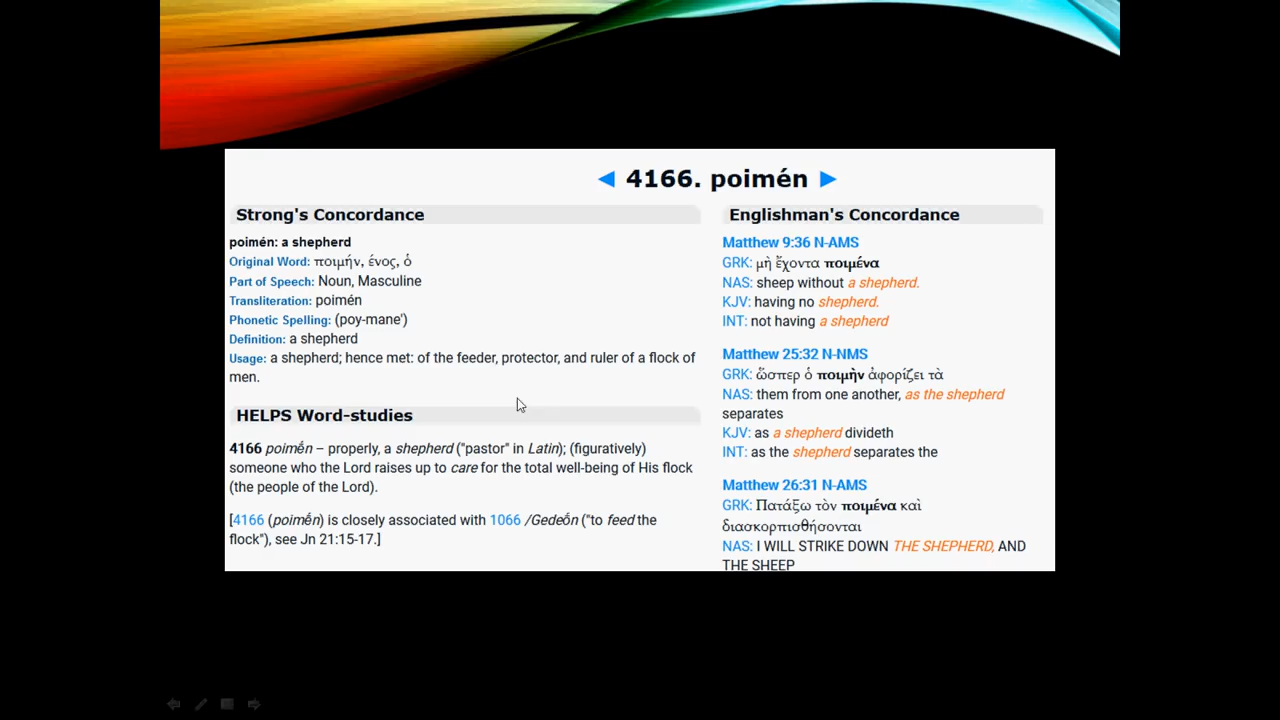 ◄ 4166. poimén ►
Strong's Concordance
poimén: a shepherd
Original Word: ποιμήν, ένος, ὁ
Part of Speech: Noun, Masculine
Transliteration: poimén
Phonetic Spelling: (poy-mane')
Definition: a shepherd
Usage: a shepherd; hence met: of the feeder, protector, and ruler of a flock of
men.
HELPS Word-studies
4166 poimḗn – properly, a shepherd ("pastor" in Latin); (figuratively)
someone who the Lord raises up to care for the total well-being of His flock
(the people of the Lord).
[4166 (poimḗn) is closely associated with 1066 /Gedeṓn ("to feed the
flock"), see Jn 21:15-17.]
Englishman's Concordance
Matthew 9:36 N-AMS
GRK: μὴ ἔχοντα ποιμένα
NAS: sheep without a shepherd.
KJV: having no shepherd.
INT: not having a shepherd
Matthew 25:32 N-NMS
GRK: ὥσπερ ὁ ποιμὴν ἀφορίζει τὰ
NAS: them from one another, as the shepherd
separates
KJV: as a shepherd divideth
INT: as the shepherd separates the
Matthew 26:31 N-AMS
GRK: Πατάξω τὸν ποιμένα καὶ
διασκορπισθήσονται
NAS: I WILL STRIKE DOWN THE SHEPHERD, AND
THE SHEEP